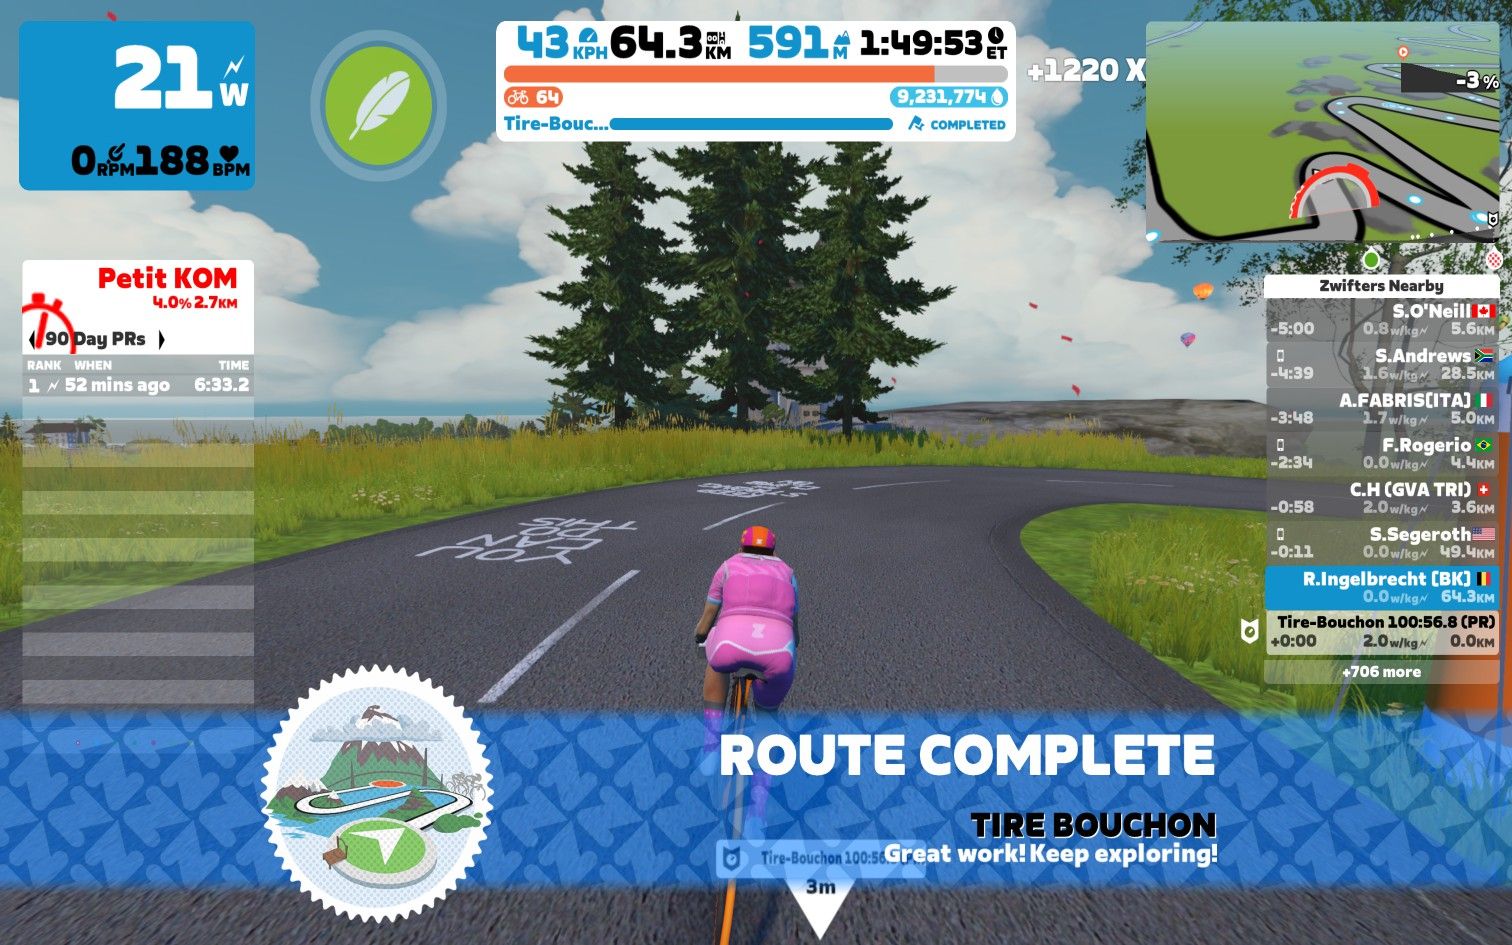 21 W
0 RPM 188 BPM
43 KPH 64.3 KM 591 M 1:49:53 ET
64
9,231,774
Tire-Bouc... COMPLETED
+1220 X
-3%
Petit KOM
4.0% 2.7KM
90 Day PRs
RANK WHEN TIME
1 52 mins ago 6:33.2
Zwifters Nearby
S.O'Neill
-5:00 0.8w/kg 5.6KM
S.Andrews
-4:39 1.6w/kg 28.5KM
A.FABRIS(ITA)
-3:48 1.7w/kg 5.0KM
F.Rogerio
-2:34 0.0w/kg 4.4KM
C.H (GVA TRI)
-0:58 2.0w/kg 3.6KM
S.Segeroth
-0:11 0.0w/kg 49.4KM
R.Ingelbrecht (BK)
0.0w/kg 64.3KM
Tire-Bouchon 100:56.8 (PR)
+0:00 2.0w/kg 0.0KM
+706 more
YOU
CAN
DO
THIS
ROUTE COMPLETE
TIRE BOUCHON
Great work! Keep exploring!
Tire-Bouchon 100:56.
3m